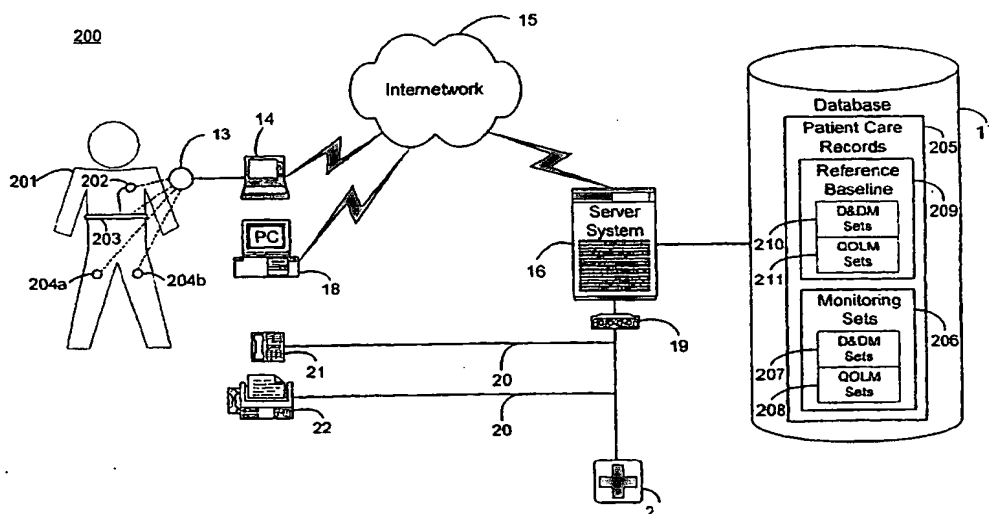 200
15
Internetwork
13
14
201
202
203
204a
204b
PC
18
Server
System
16
19
21
20
22
20
Database
Patient Care
Records
205
Reference
Baseline
209
D&DM
Sets
210
QOLM
Sets
211
Monitoring
Sets
206
D&DM
Sets
207
QOLM
Sets
208